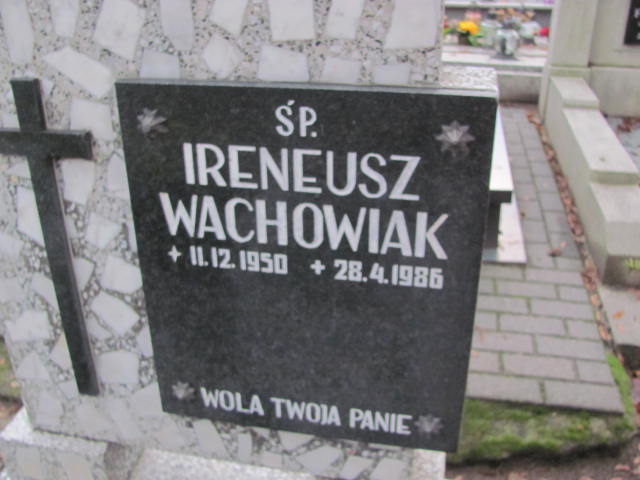 ŚP.
IRENEUSZ
WACHOWIAK
+ 11.12.1950 + 28.4.1986
WOLA TWOJA PANIE